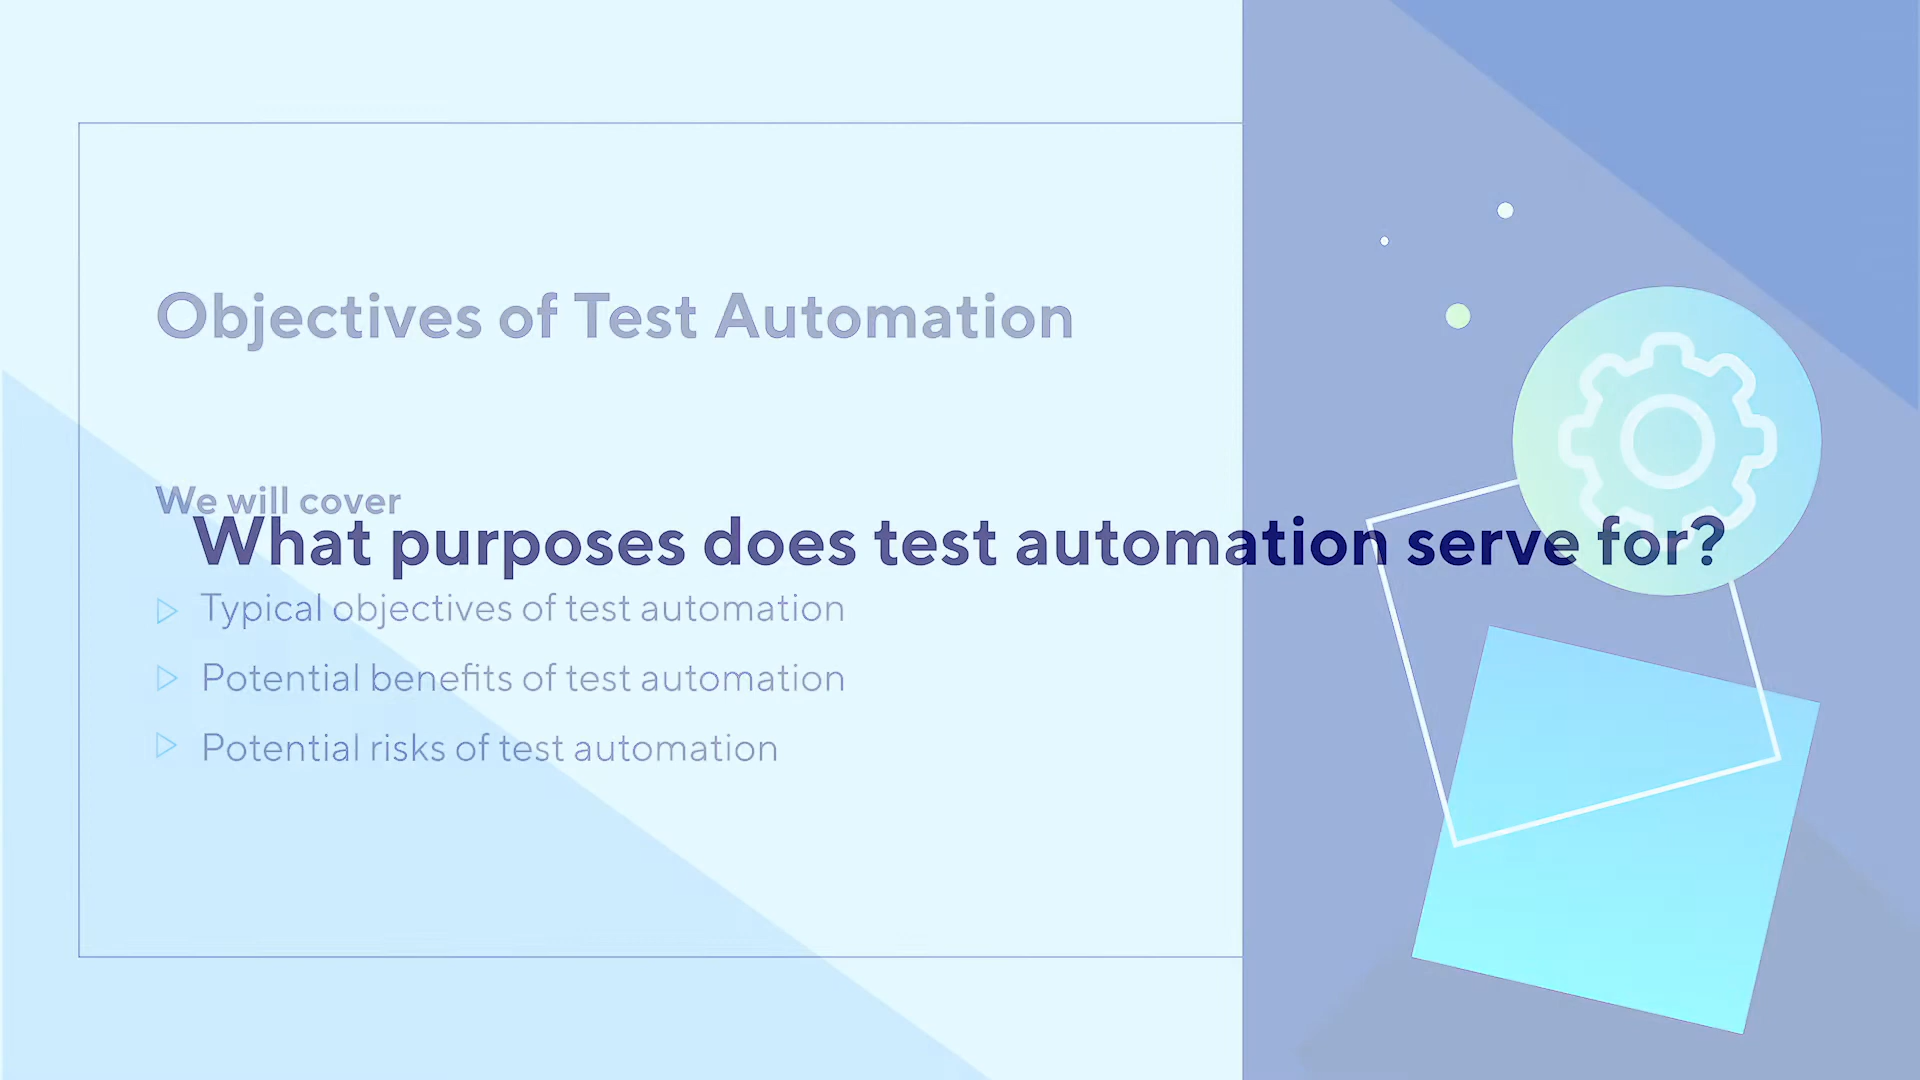 Objectives of Test Automation
We will cover
What purposes does test automation serve for?
Typical objectives of test automation
Potential benefits of test automation
Potential risks of test automation